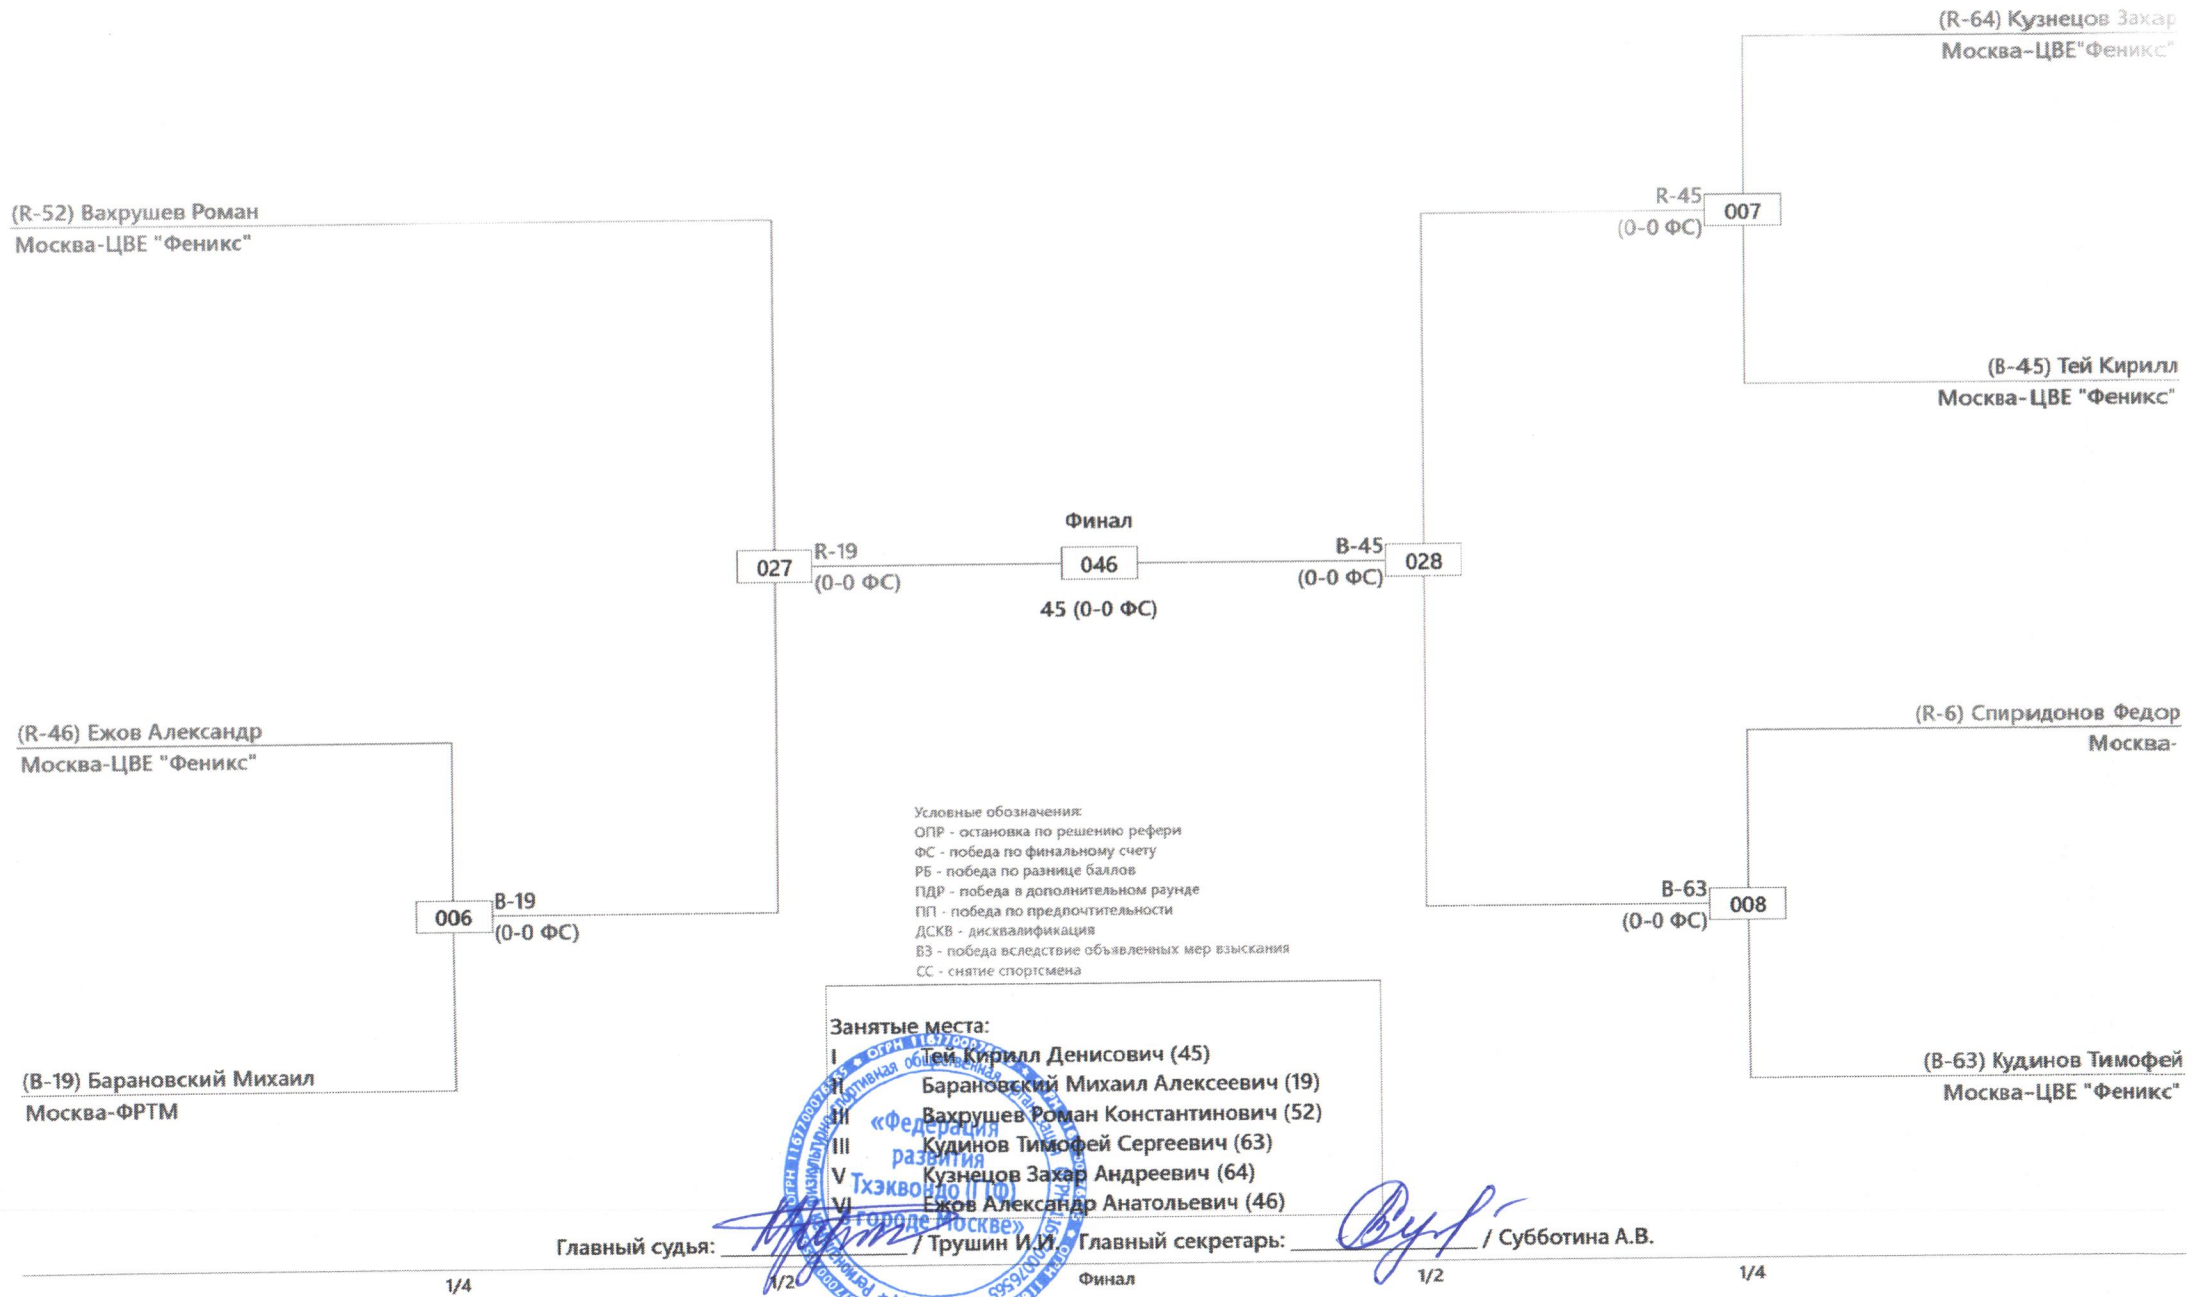 (R-64) Кузнецов Захар
Москва-ЦВЕ"Феникс"
(R-52) Вахрушев Роман
Москва-ЦВЕ "Феникс"
R-45
(0-0 ФС)
007
(B-45) Тей Кирилл
Москва-ЦВЕ "Феникс"
Финал
027
R-19
(0-0 ФС)
046
45 (0-0 ФС)
B-45
(0-0 ФС)
028
(R-46) Ежов Александр
Москва-ЦВЕ "Феникс"
(R-6) Спиридонов Федор
Москва-
006
B-19
(0-0 ФС)
B-63
(0-0 ФС)
008
Условные обозначения:
ОПР - остановка по решению рефери
ФС - победа по финальному счету
РБ - победа по разнице баллов
ПДР - победа в дополнительном раунде
ПП - победа по предпочтительности
ДСКВ - дисквалификация
ВЗ - победа вследствие объявленных мер взыскания
СС - снятие спортсмена
(B-19) Барановский Михаил
Москва-ФРТМ
(B-63) Кудинов Тимофей
Москва-ЦВЕ "Феникс"
Занятые места:
I Тей Кирилл Денисович (45)
II Барановский Михаил Алексеевич (19)
III Вахрушев Роман Константинович (52)
III Кудинов Тимофей Сергеевич (63)
V Кузнецов Захар Андреевич (64)
VI Ежов Александр Анатольевич (46)
«Федерация
развития
Тхэквондо (ГТФ)
в городе Москве»
Главный судья: / Трушин И.И. Главный секретарь: / Субботина А.В.
1/4 1/2 Финал 1/2 1/4